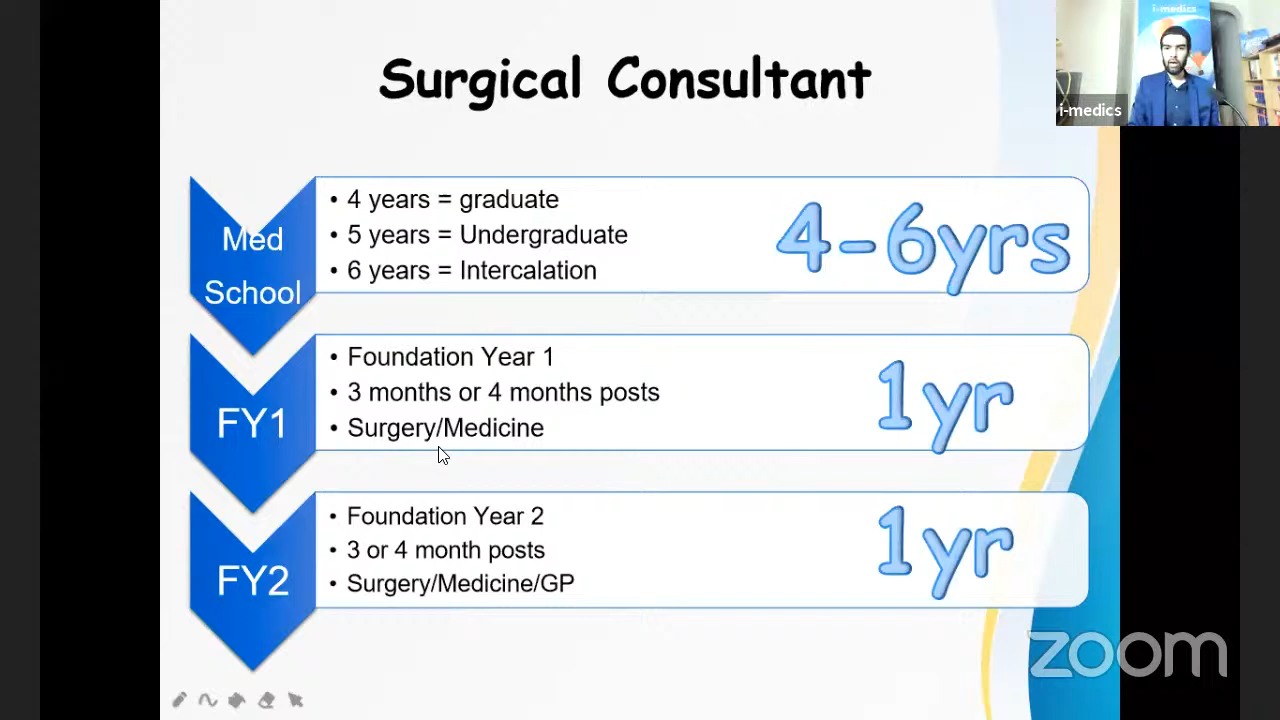 Surgical Consultant
i-medics
i-medics
Med
School
• 4 years = graduate
• 5 years = Undergraduate
• 6 years = Intercalation
4-6yrs
FY1
• Foundation Year 1
• 3 months or 4 months posts
• Surgery/Medicine
1yr
FY2
• Foundation Year 2
• 3 or 4 month posts
• Surgery/Medicine/GP
1yr
zoom